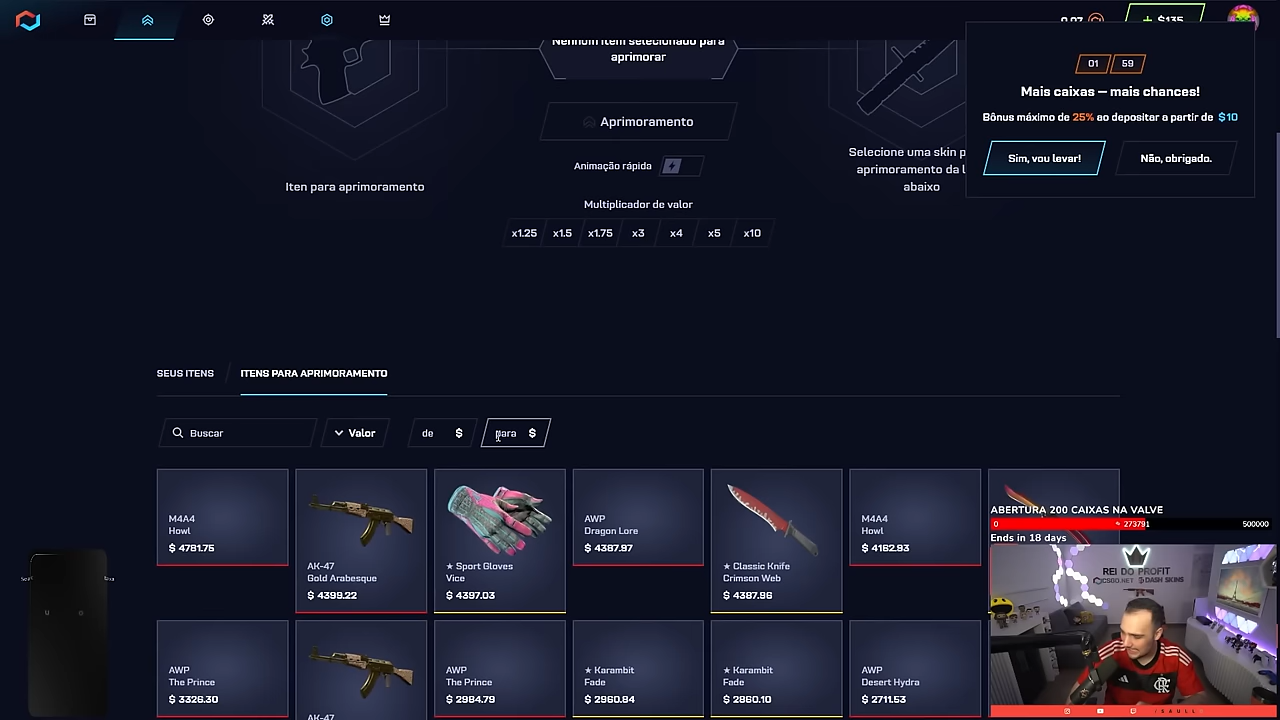 $135
Nenhum item selecionado para
aprimorar
Aprimoramento
Animação rápida
Multiplicador de valor
x1.25 x1.5 x1.75 x3 x4 x5 x10
Iten para aprimoramento
Selecione uma skin p
aprimoramento da l
abaixo
01 59
Mais caixas — mais chances!
Bônus máximo de 25% ao depositar a partir de $10
Sim, vou levar!
Não, obrigado.
SEUS ITENS
ITENS PARA APRIMORAMENTO
Buscar
Valor
de $
para $
M4A4
Howl
$ 4781.75
AK-47
Gold Arabesque
$ 4399.22
★ Sport Gloves
Vice
$ 4397.03
AWP
Dragon Lore
$ 4387.97
★ Classic Knife
Crimson Web
$ 4387.96
M4A4
Howl
$ 4162.93
AWP
The Prince
$ 3326.30
AK-47
AWP
The Prince
$ 2984.79
★ Karambit
Fade
$ 2960.84
★ Karambit
Fade
$ 2860.10
AWP
Desert Hydra
$ 2711.53
ABERTURA 200 CAIXAS NA VALVE
0 273791 500000
Ends in 18 days
REI DO PROFIT
CSGO.NET DASH SKINS
/SAULL